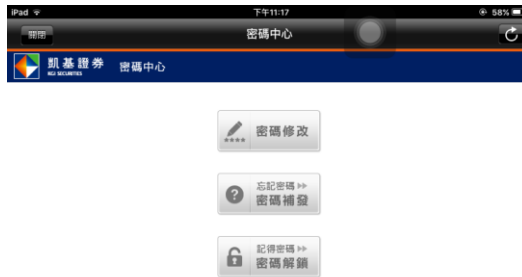 iPad 下午11:17 58%
關閉 密碼中心
凱基證券 密碼中心
KGI SECURITIES
密碼修改
忘記密碼
密碼補發
記得密碼
密碼解鎖